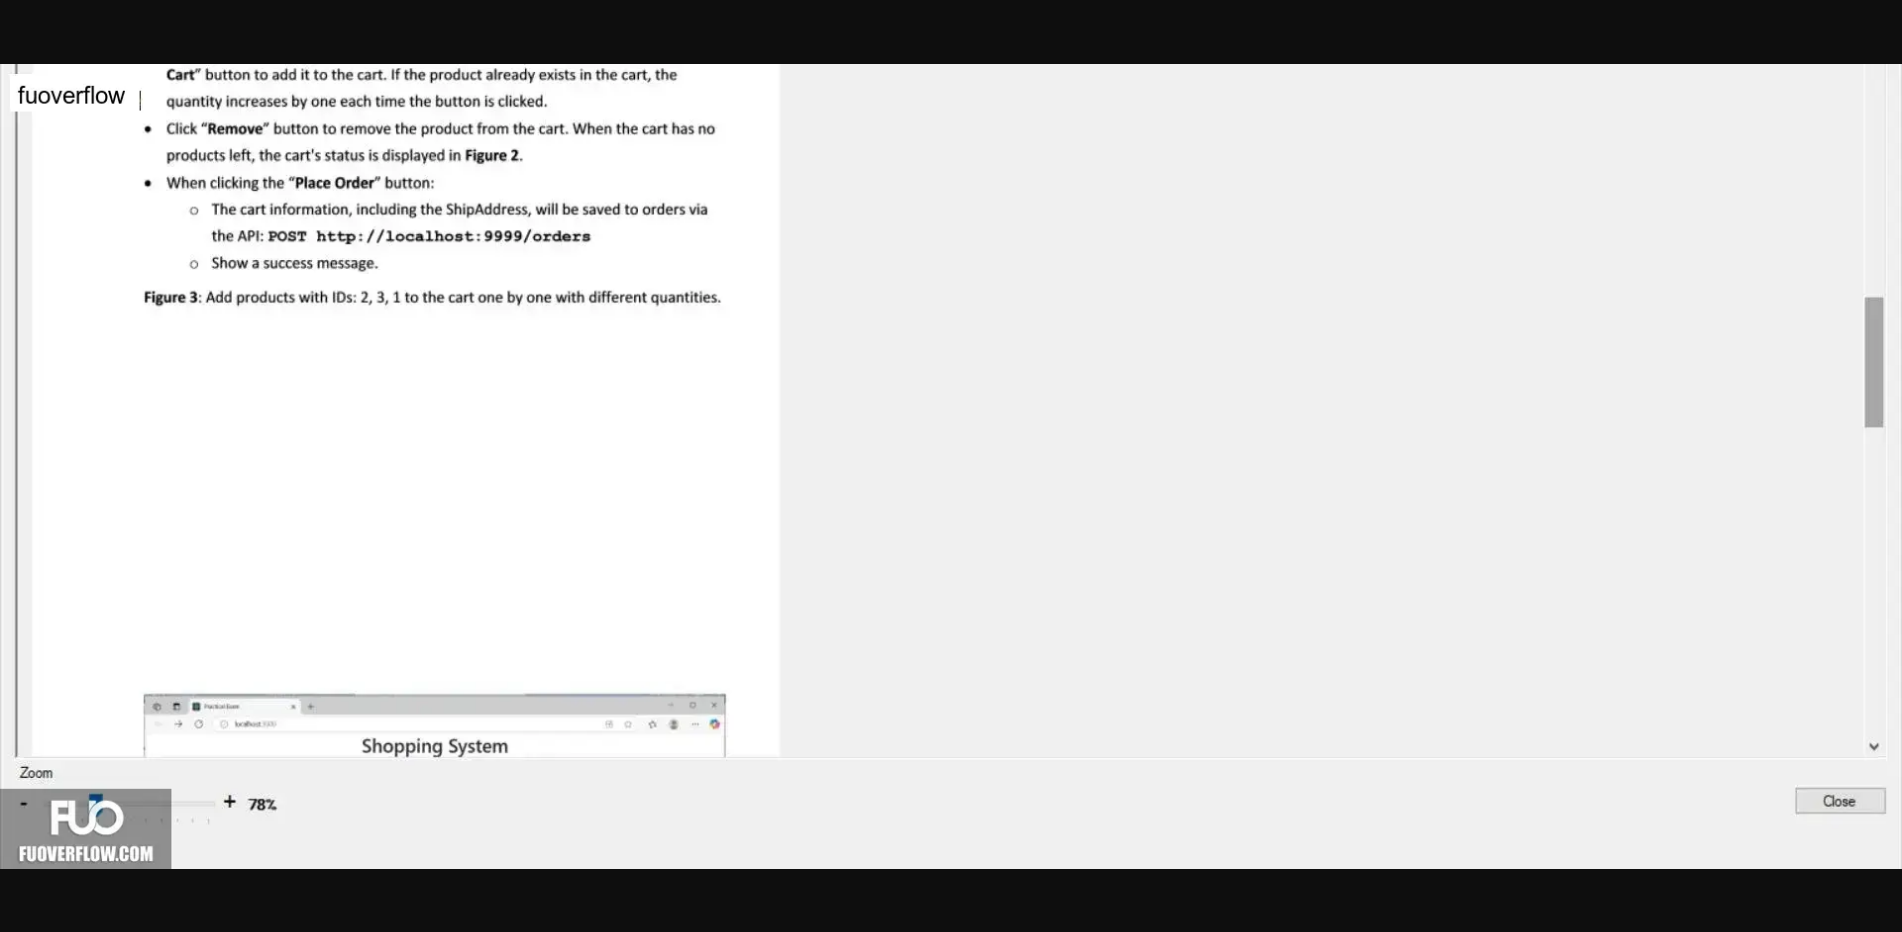 Cart" button to add it to the cart. If the product already exists in the cart, the
fuoverflow
quantity increases by one each time the button is clicked.
• Click "Remove" button to remove the product from the cart. When the cart has no
products left, the cart's status is displayed in Figure 2.
• When clicking the "Place Order" button:
o The cart information, including the ShipAddress, will be saved to orders via
the API: POST http://localhost:9999/orders
o Show a success message.
Figure 3: Add products with IDs: 2, 3, 1 to the cart one by one with different quantities.
Practical Exam
localhost:3000
Shopping System
Zoom
- + 78%
Close
FUO
FUOVERFLOW.COM